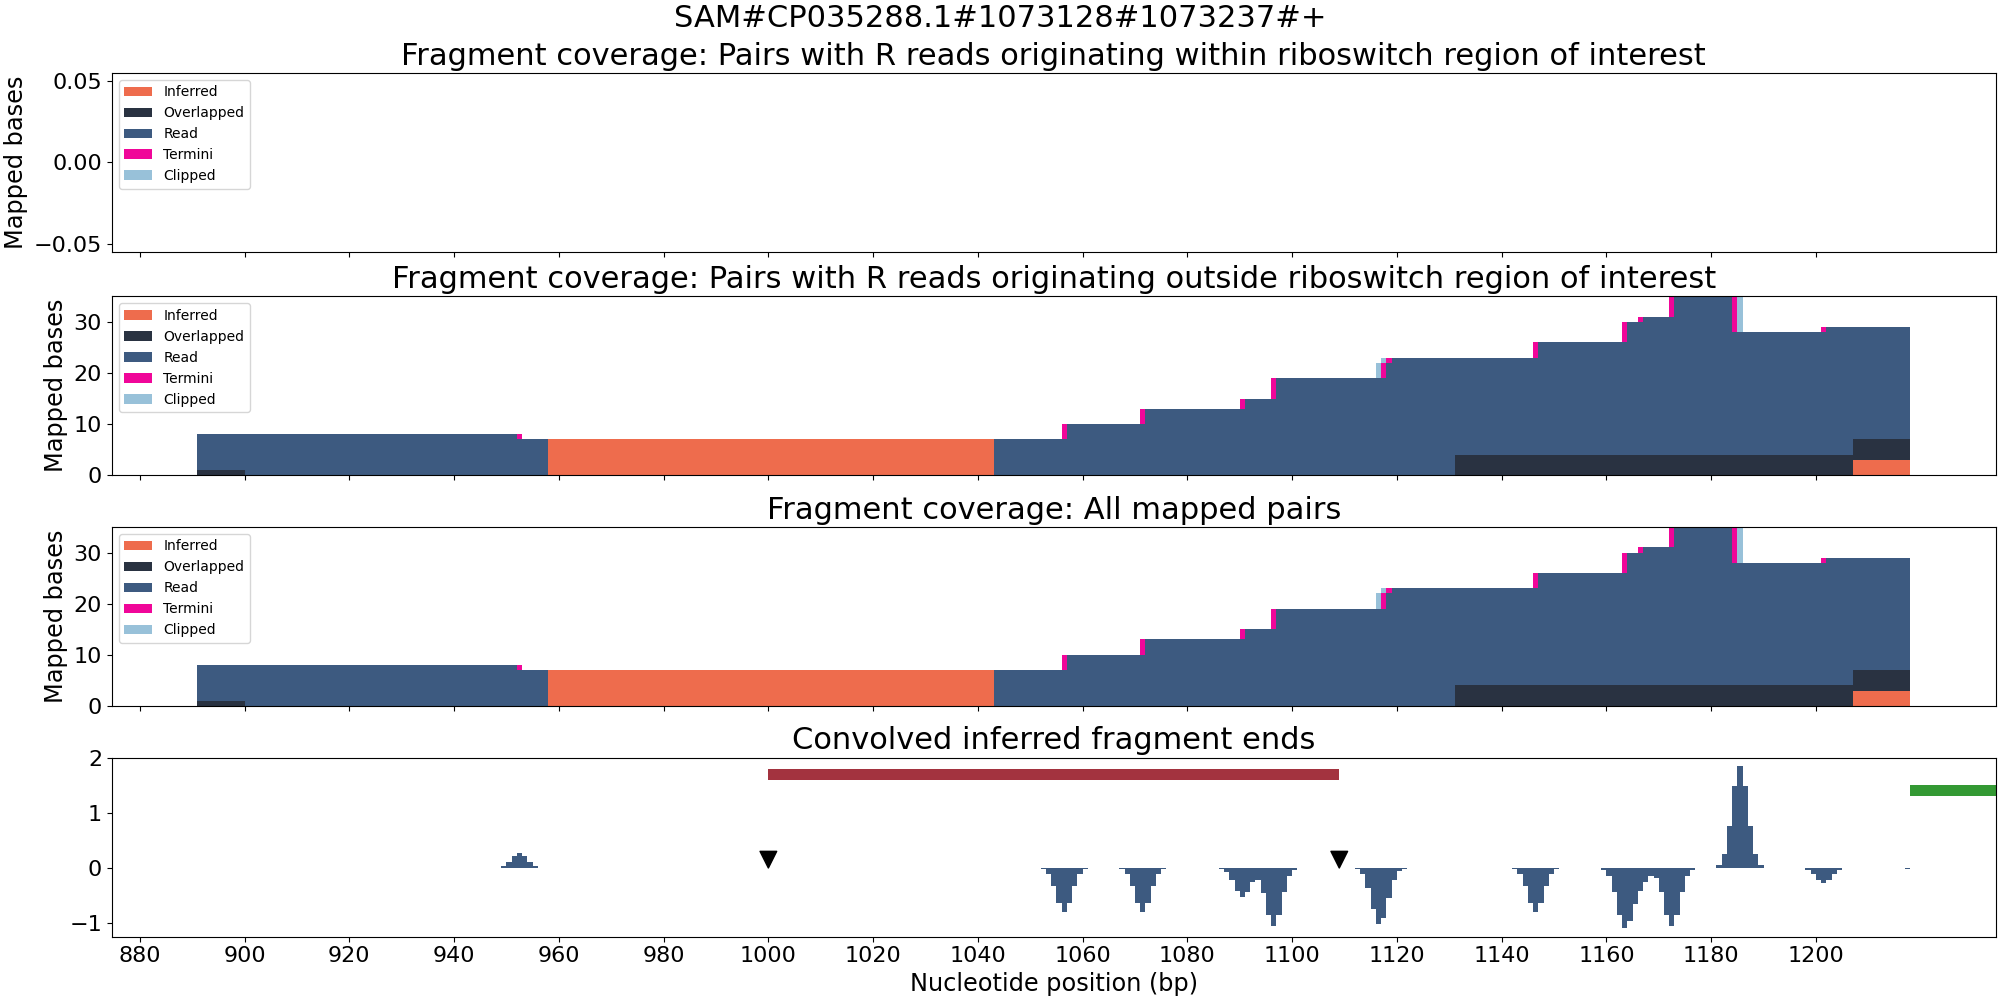 SAM#CP035288.1#1073128#1073237#+
Fragment coverage: Pairs with R reads originating within riboswitch region of interest
Mapped bases
0.05
0.00
−0.05
Inferred
Overlapped
Read
Termini
Clipped
Fragment coverage: Pairs with R reads originating outside riboswitch region of interest
Mapped bases
30
20
10
0
Inferred
Overlapped
Read
Termini
Clipped
Fragment coverage: All mapped pairs
Mapped bases
30
20
10
0
Inferred
Overlapped
Read
Termini
Clipped
Convolved inferred fragment ends
2
1
0
−1
880 900 920 940 960 980 1000 1020 1040 1060 1080 1100 1120 1140 1160 1180 1200
Nucleotide position (bp)